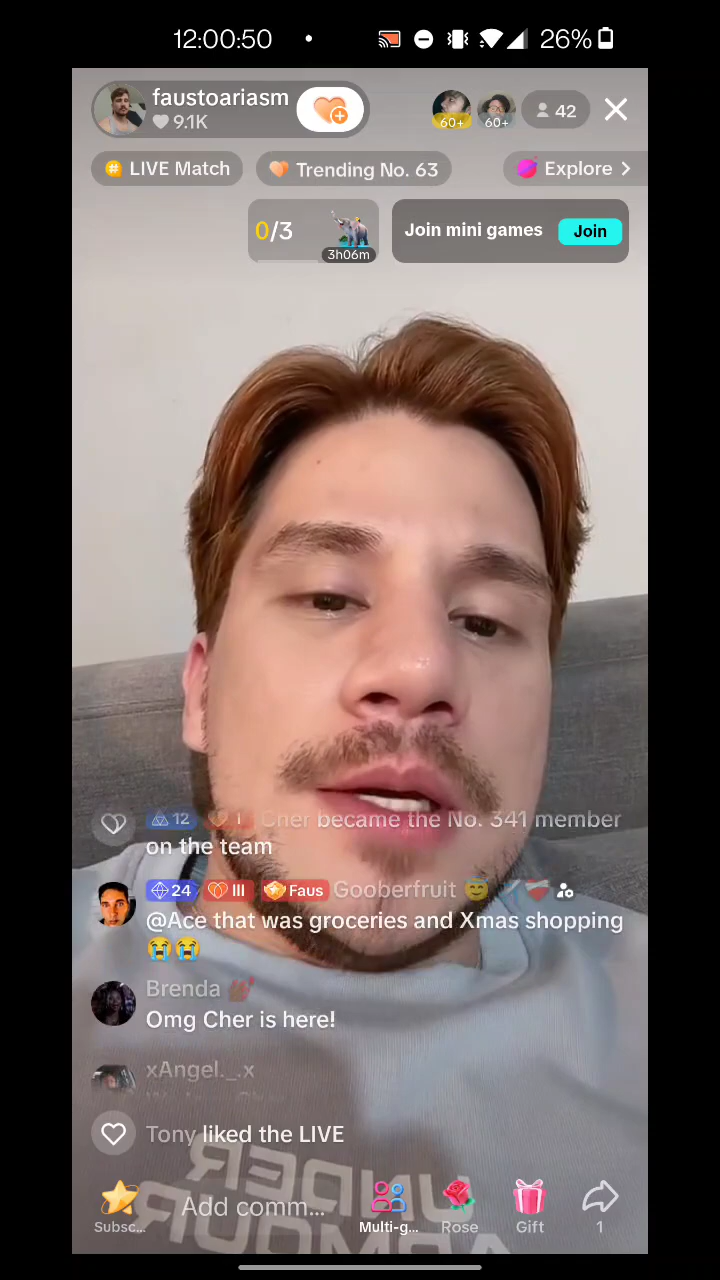 12:00:50 • 26%
faustoariasm
9.1K
60+ 60+ 42
LIVE Match Trending No. 63 Explore >
0/3 3h06m Join mini games Join
12 I Cher became the No. 341 member
on the team
24 III Faus Gooberfruit
@Ace that was groceries and Xmas shopping
😭😭
Brenda
Omg Cher is here!
xAngel._.x
Tony liked the LIVE
UNDER
ARMOUR
Subsc... Add comm... Multi-g... Rose Gift 1